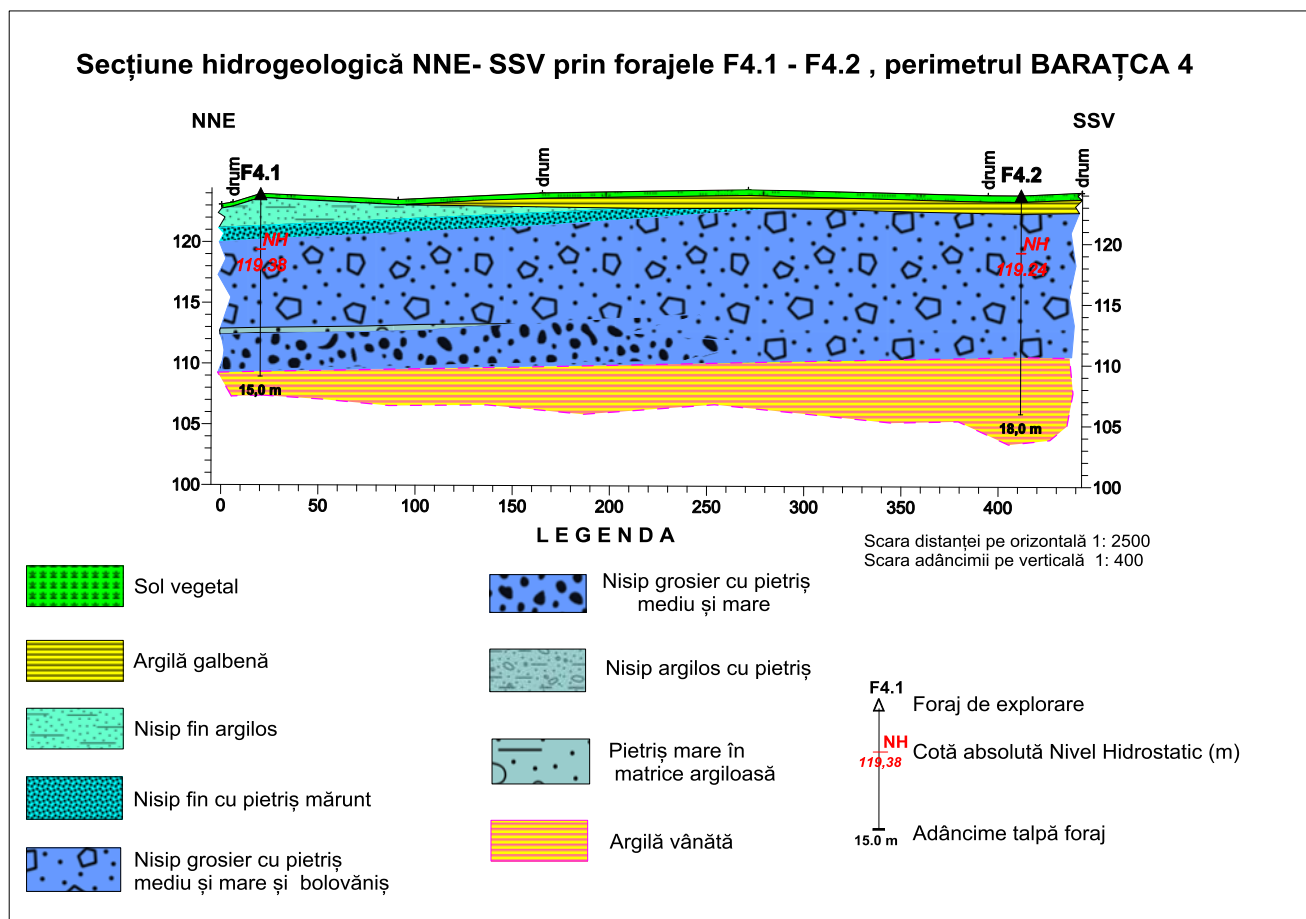 Secțiune hidrogeologică NNE- SSV prin forajele F4.1 - F4.2 , perimetrul BARAȚCA 4
NNE
SSV
drum
F4.1
drum
drum
F4.2
drum
120
115
110
105
100
NH
119.38
15,0 m
NH
119.24
18,0 m
120
115
110
105
100
0 50 100 150 200 250 300 350 400
L E G E N D A
Scara distanței pe orizontală 1: 2500
Scara adâncimii pe verticală 1: 400
Sol vegetal
Argilă galbenă
Nisip fin argilos
Nisip fin cu pietriș mărunt
Nisip grosier cu pietriș
mediu și mare și bolovăniș
Nisip grosier cu pietriș
mediu și mare
Nisip argilos cu pietriș
Pietriș mare în
matrice argiloasă
Argilă vânătă
F4.1
Foraj de explorare
NH
119,38
Cotă absolută Nivel Hidrostatic (m)
15.0 m
Adâncime talpă foraj